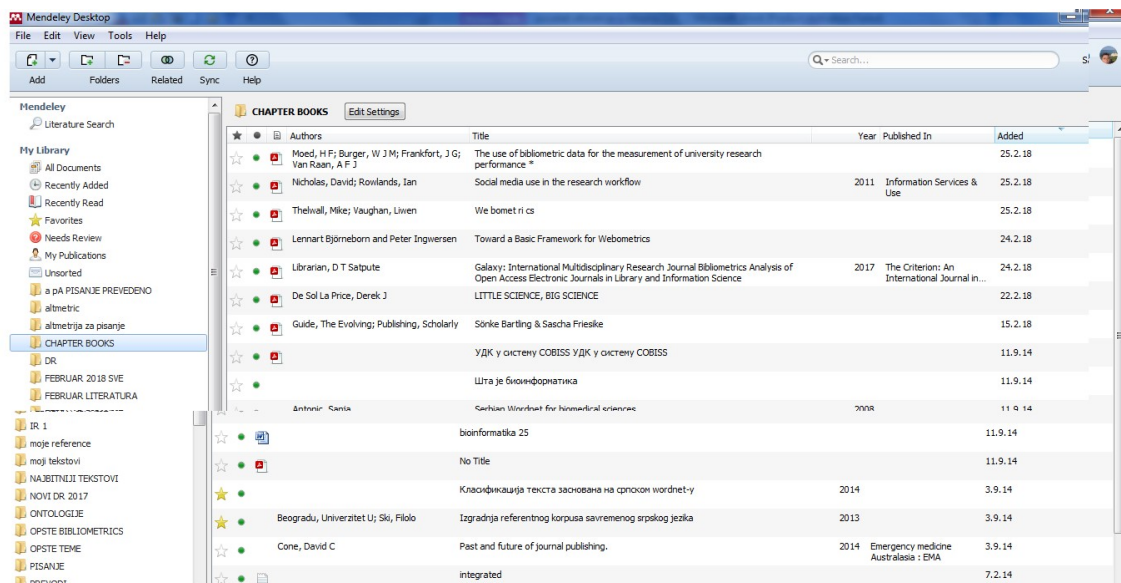 Mendeley Desktop
File Edit View Tools Help
Search...
Add Folders Related Sync Help
Mendeley
Literature Search
My Library
All Documents
Recently Added
Recently Read
Favorites
Needs Review
My Publications
Unsorted
a pA PISANJE PREVEDENO
altmetric
altmetrija za pisanje
CHAPTER BOOKS
DR
FEBRUAR 2018 SVE
FEBRUAR LITERATURA
IR 1
moje reference
moji tekstovi
NAJBITNIJI TEKSTOVI
NOVI DR 2017
ONTOLOGIJE
OPSTE BIBLIOMETRICS
OPSTE TEME
PISANJE
PREVODI
CHAPTER BOOKS Edit Settings
Authors Title Year Published In Added
Moed, H F; Burger, W J M; Frankfort, J G; The use of bibliometric data for the measurement of university research 25.2.18
Van Raan, A F J performance *
Nicholas, David; Rowlands, Ian Social media use in the research workflow 2011 Information Services & 25.2.18
Use
Thelwall, Mike; Vaughan, Liwen We bomet ri cs 25.2.18
Lennart Björneborn and Peter Ingwersen Toward a Basic Framework for Webometrics 24.2.18
Librarian, D T Satpute Galaxy: International Multidisciplinary Research Journal Bibliometrics Analysis of 2017 The Criterion: An 24.2.18
Open Access Electronic Journals in Library and Information Science International Journal in...
De Sol La Price, Derek J LITTLE SCIENCE, BIG SCIENCE 22.2.18
Guide, The Evolving; Publishing, Scholarly Sönke Bartling & Sascha Friesike 15.2.18
УДК у систему COBISS УДК у систему COBISS 11.9.14
Шта је биоинформатика 11.9.14
Antonic, Sanja Serbian Wordnet for biomedical sciences 2008 11.9.14
bioinformatika 25 11.9.14
No Title 11.9.14
Класификација текста заснована на српском wordnet-у 2014 3.9.14
Beogradu, Univerzitet U; Ski, Filolo Izgradnja referentnog korpusa savremenog srpskog jezika 2013 3.9.14
Cone, David C Past and future of journal publishing. 2014 Emergency medicine 3.9.14
Australasia : EMA
integrated 7.2.14